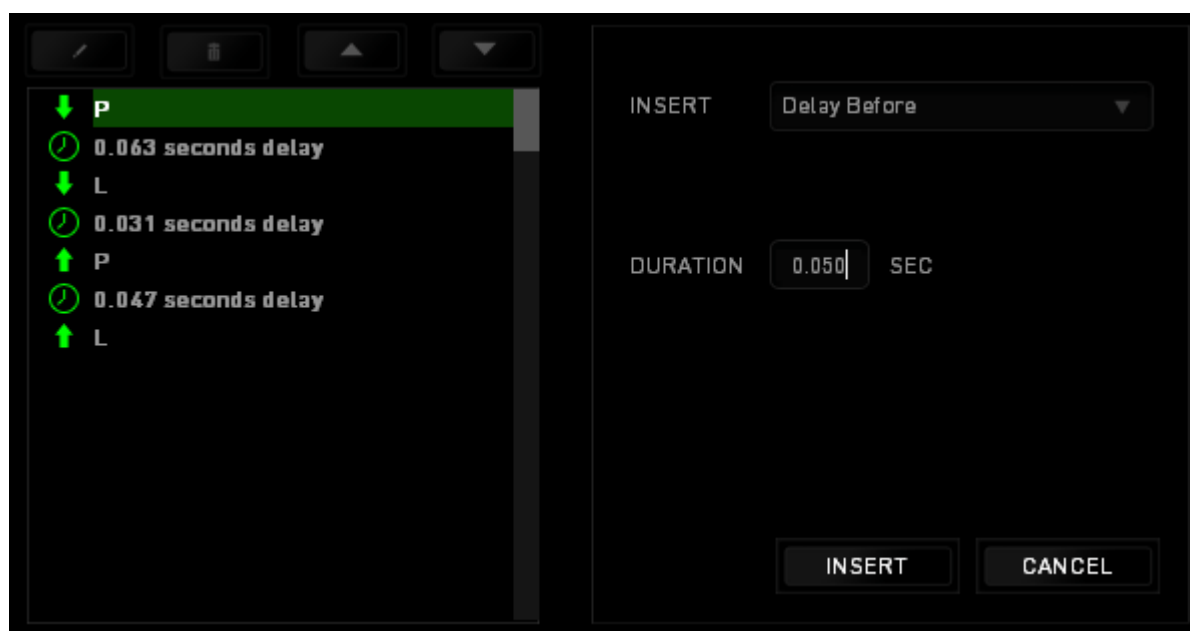 P
0.063 seconds delay
L
0.031 seconds delay
P
0.047 seconds delay
L
INSERT Delay Before
DURATION 0.050 SEC
INSERT CANCEL